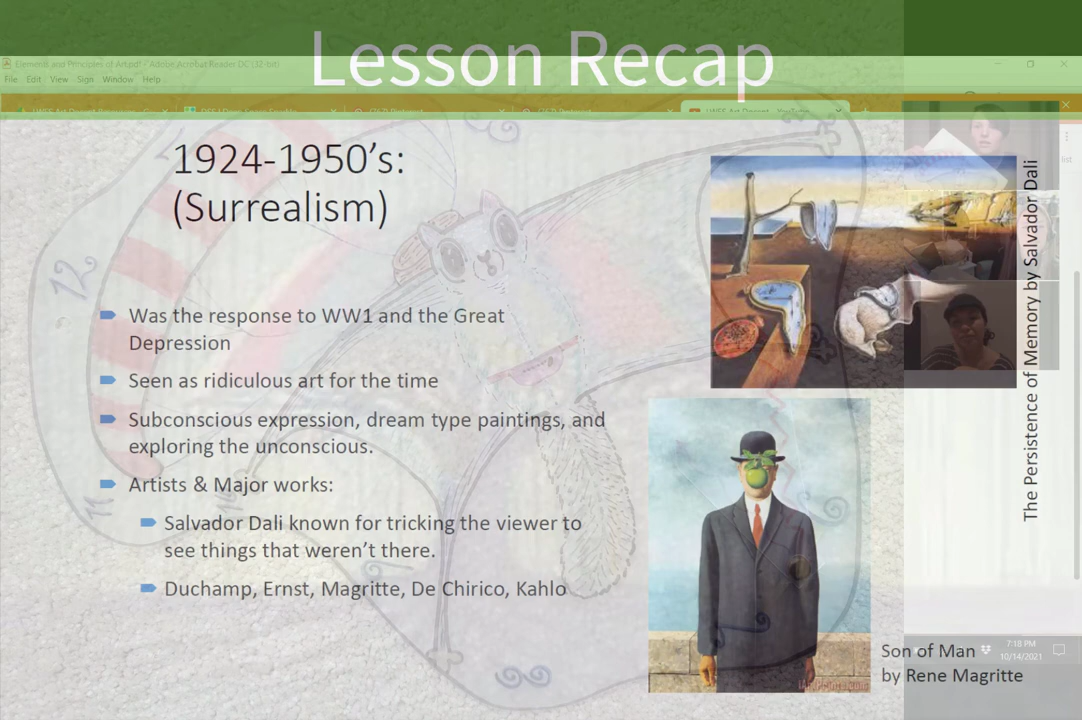 Lesson Recap
Elements and Principles of Art.pdf - Adobe Acrobat Reader DC (32-bit)
File Edit View Sign Window Help
1924-1950’s:
(Surrealism)
Was the response to WW1 and the Great
Depression
Seen as ridiculous art for the time
Subconscious expression, dream type paintings, and
exploring the unconscious.
Artists & Major works:
Salvador Dali known for tricking the viewer to
see things that weren’t there.
Duchamp, Ernst, Magritte, De Chirico, Kahlo
The Persistence of Memory by Salvador Dali
Son of Man
by Rene Magritte
7:18 PM
10/14/2021
list
12
11